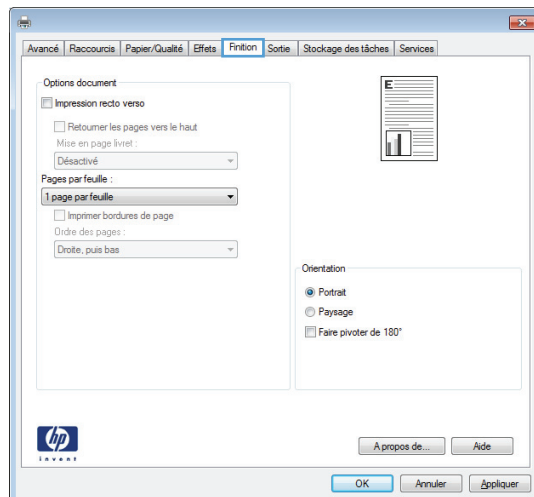 Avancé Raccourcis Papier/Qualité Effets Finition Sortie Stockage des tâches Services
Options document
Impression recto verso
Retourner les pages vers le haut
Mise en page livret :
Désactivé
Pages par feuille :
1 page par feuille
Imprimer bordures de page
Ordre des pages :
Droite, puis bas
E
Orientation
Portrait
Paysage
Faire pivoter de 180°
hp
invent
A propos de... Aide
OK Annuler Appliquer